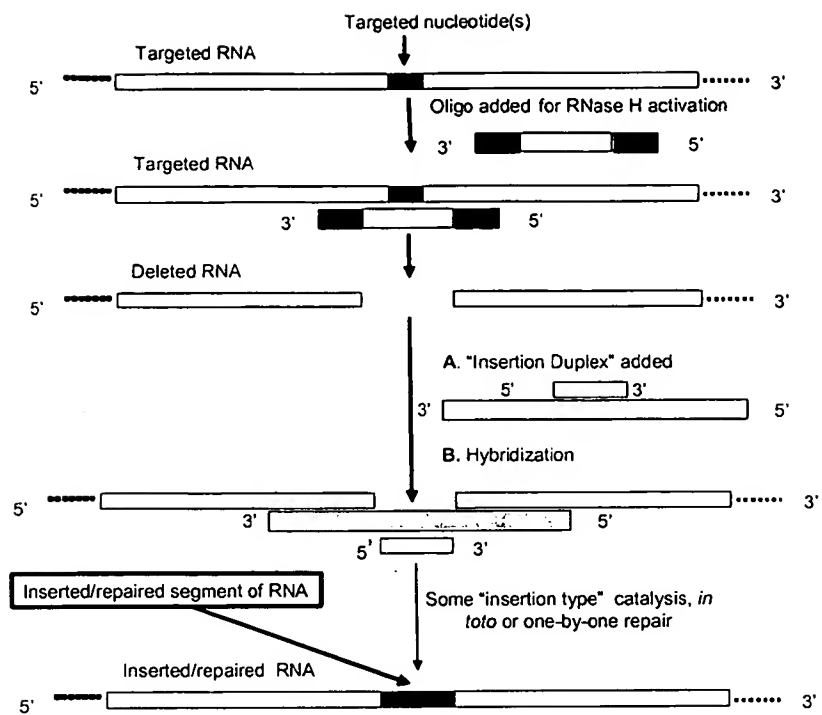 Targeted nucleotide(s)
Targeted RNA
5' 3'
Oligo added for RNase H activation
3' 5'
Targeted RNA
5' 3'
3' 5'
Deleted RNA
5' 3'
A. "Insertion Duplex" added
5' 3'
3' 5'
B. Hybridization
5' 3'
3' 5'
5' 3'
Inserted/repaired segment of RNA
Some "insertion type" catalysis, in
toto or one-by-one repair
Inserted/repaired RNA
5' 3'